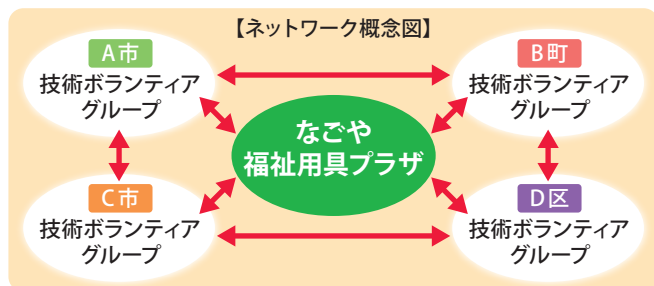 【ネットワーク概念図】
A市
技術ボランティア
グループ
B町
技術ボランティア
グループ
なごや
福祉用具プラザ
C市
技術ボランティア
グループ
D区
技術ボランティア
グループ